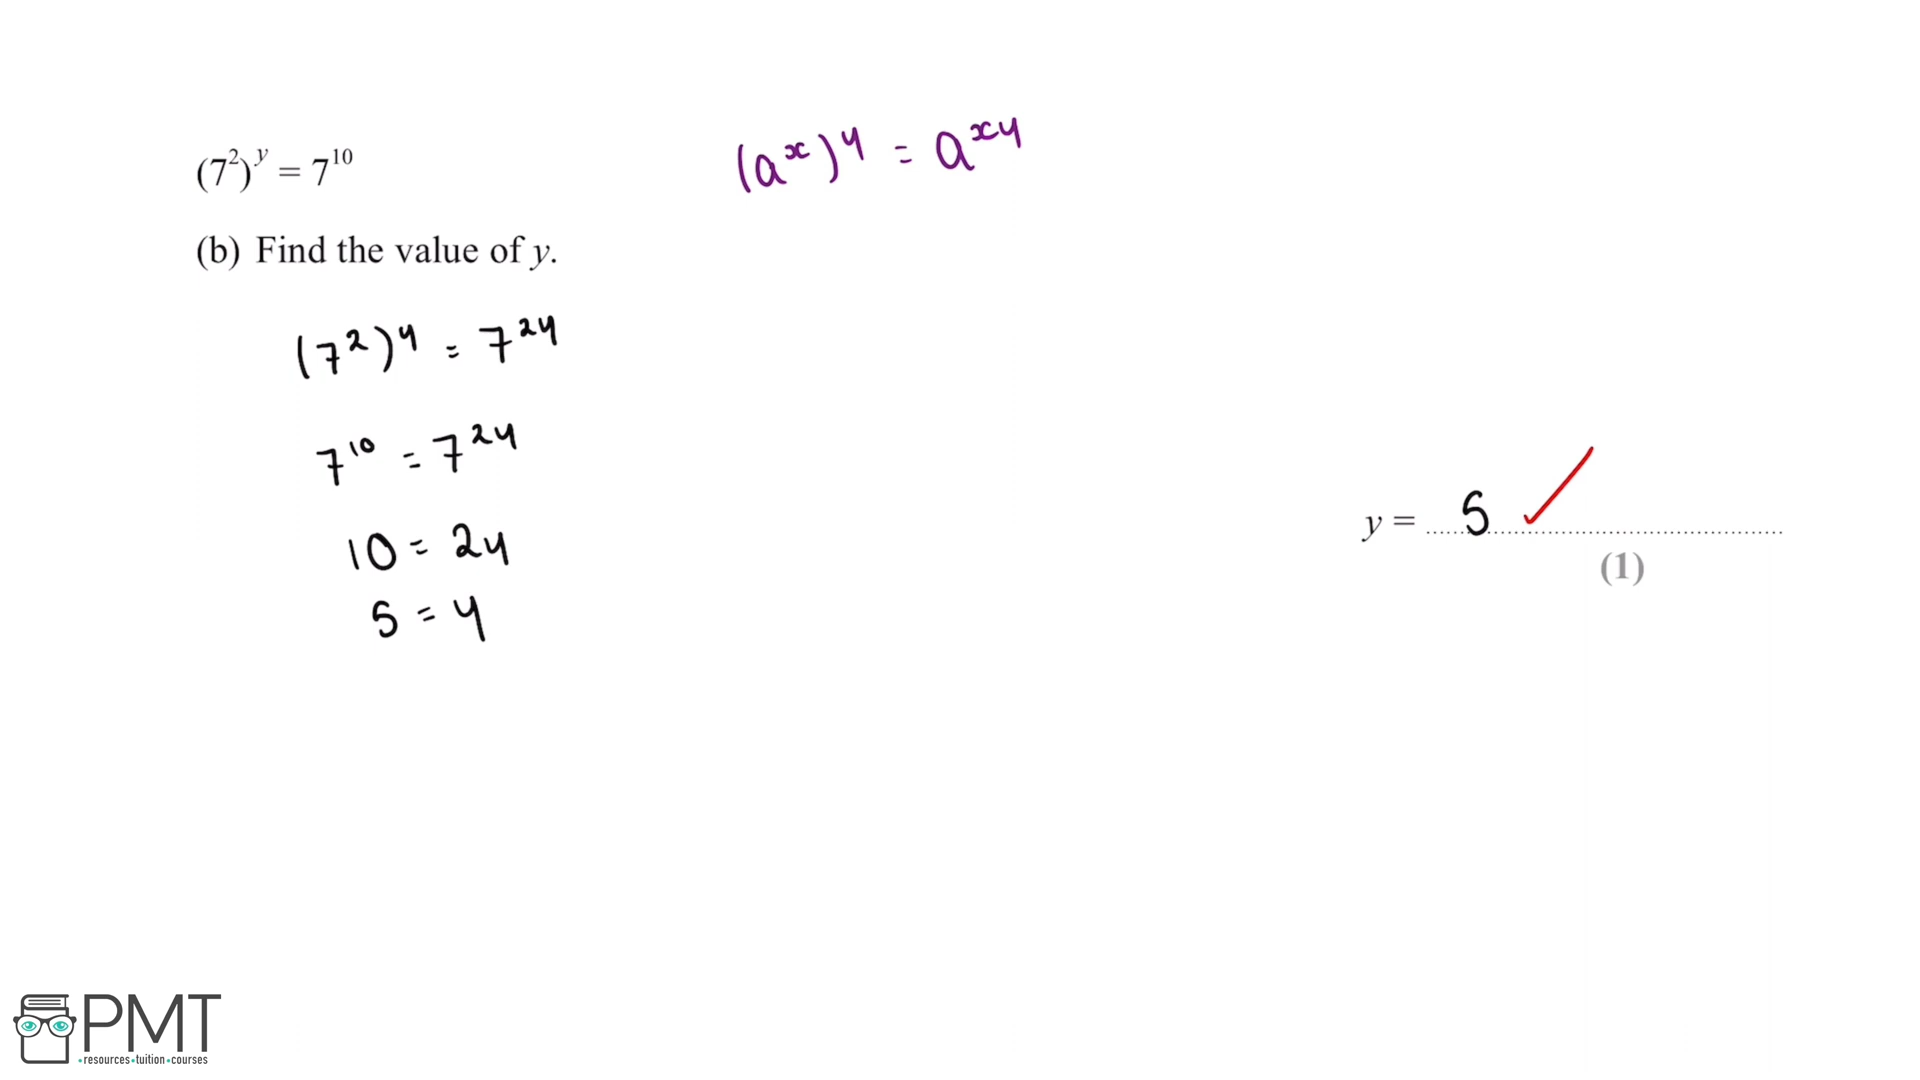 (7²)ʸ = 7¹⁰
(aˣ)ʸ = aˣʸ
(b) Find the value of y.
(7²)ʸ = 7²ʸ
7¹⁰ = 7²ʸ
10 = 2y
5 = y
y = 5 ✓
(1)
PMT
•resources•tuition•courses